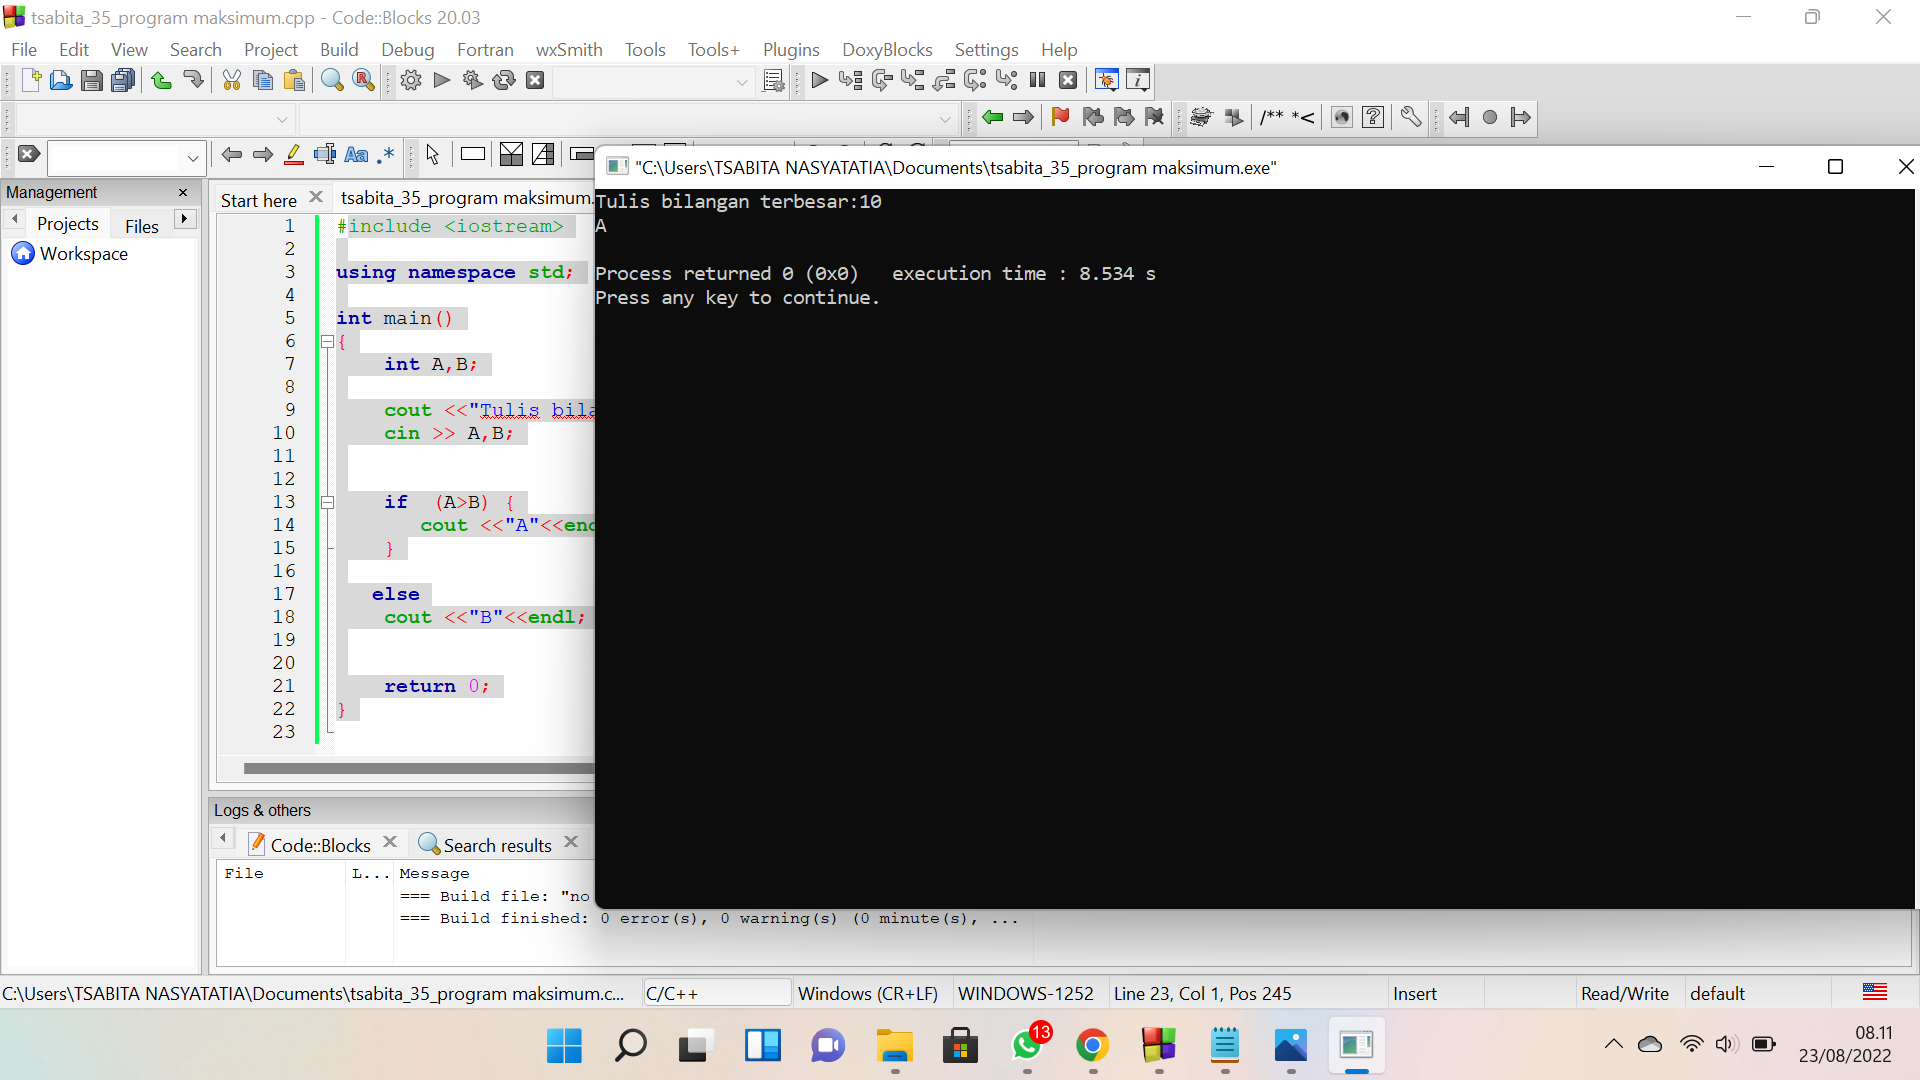 tsabita_35_program maksimum.cpp - Code::Blocks 20.03
File Edit View Search Project Build Debug Fortran wxSmith Tools Tools+ Plugins DoxyBlocks Settings Help
/** *<
Aa .*
Management
Projects Files
Workspace
Start here tsabita_35_program maksimum.
1 #include <iostream>
2
3 using namespace std;
4
5 int main()
6 {
7 int A,B;
8
9 cout <<"Tulis bila
10 cin >> A,B;
11
12
13 if (A>B) {
14 cout <<"A"<<end
15 }
16
17 else
18 cout <<"B"<<endl;
19
20
21 return 0;
22 }
23
"C:\Users\TSABITA NASYATATIA\Documents\tsabita_35_program maksimum.exe"
Tulis bilangan terbesar:10
A
Process returned 0 (0x0) execution time : 8.534 s
Press any key to continue.
Logs & others
Code::Blocks Search results
File L... Message
=== Build file: "no
=== Build finished: 0 error(s), 0 warning(s) (0 minute(s), ...
C:\Users\TSABITA NASYATATIA\Documents\tsabita_35_program maksimum.c... C/C++ Windows (CR+LF) WINDOWS-1252 Line 23, Col 1, Pos 245 Insert Read/Write default
13
08.11
23/08/2022